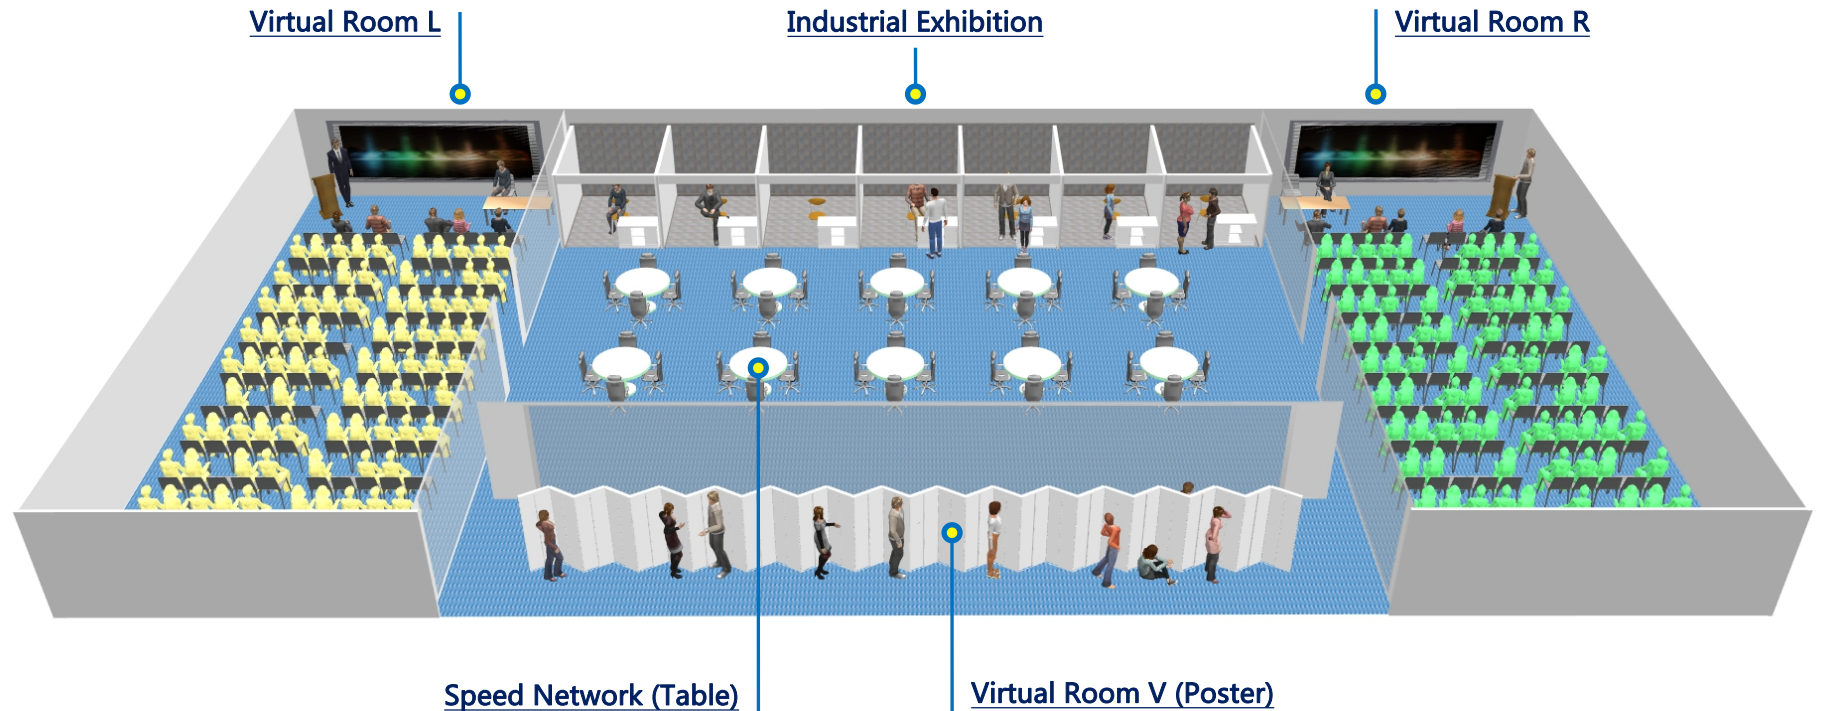 Virtual Room L
Industrial Exhibition
Virtual Room R
Speed Network (Table)
Virtual Room V (Poster)